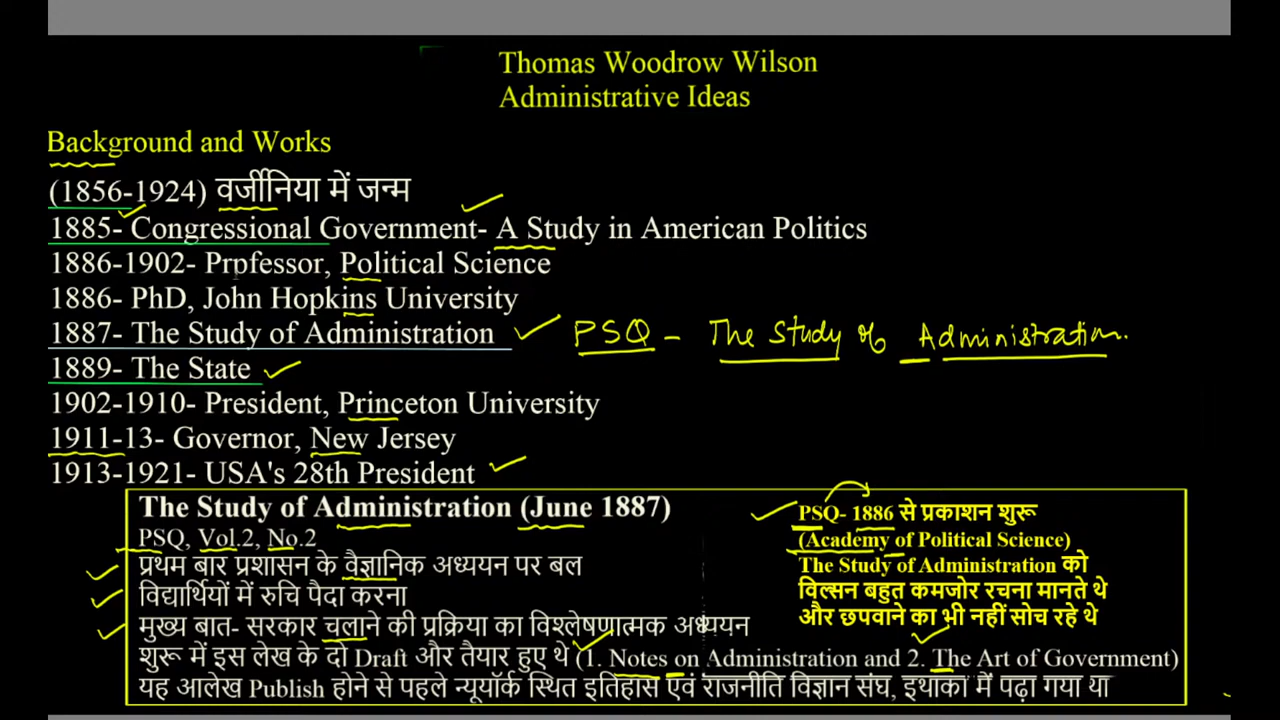 Thomas Woodrow Wilson
Administrative Ideas
Background and Works
(1856-1924) वर्जीनिया में जन्म
1885- Congressional Government- A Study in American Politics
1886-1902- Professor, Political Science
1886- PhD, John Hopkins University
1887- The Study of Administration PSQ - The Study of Administration.
1889- The State
1902-1910- President, Princeton University
1911-13- Governor, New Jersey
1913-1921- USA's 28th President
The Study of Administration (June 1887)
PSQ, Vol.2, No.2
प्रथम बार प्रशासन के वैज्ञानिक अध्ययन पर बल
विद्यार्थियों में रुचि पैदा करना
मुख्य बात- सरकार चलाने की प्रक्रिया का विश्लेषणात्मक अध्ययन
शुरू में इस लेख के दो Draft और तैयार हुए थे (1. Notes on Administration and 2. The Art of Government)
यह आलेख Publish होने से पहले न्यूयॉर्क स्थित इतिहास एवं राजनीति विज्ञान संघ, इथाका में पढ़ा गया था
PSQ- 1886 से प्रकाशन शुरू
(Academy of Political Science)
The Study of Administration को
विल्सन बहुत कमजोर रचना मानते थे
और छपवाने का भी नहीं सोच रहे थे